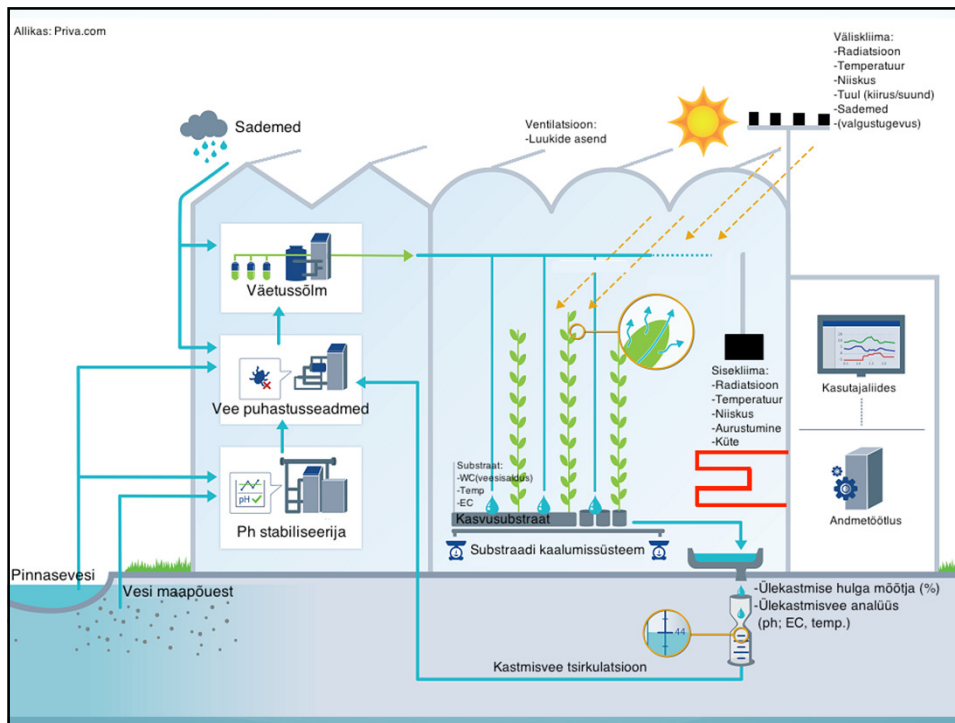 Allikas: Priva.com
Väliskliima:
-Radiatsioon
-Temperatuur
-Niiskus
-Tuul (kiirus/suund)
-Sademed
-(valgustugevus)
Sademed
Ventilatsioon:
-Luukide asend
Väetussõlm
Vee puhastusseadmed
pH
Ph stabiliseerija
Sisekliima:
-Radiatsioon
-Temperatuur
-Niiskus
-Aurustumine
-Küte
Kasutajaliides
Andmetöötlus
Substraat:
-WC(veesisaldus)
-Temp
-EC
Kasvusubstraat
Substraadi kaalumissüsteem
Pinnasevesi
Vesi maapõuest
-Ülekastmise hulga mõõtja (%)
-Ülekastmisvee analüüs
(ph; EC, temp.)
44
Kastmisvee tsirkulatsioon